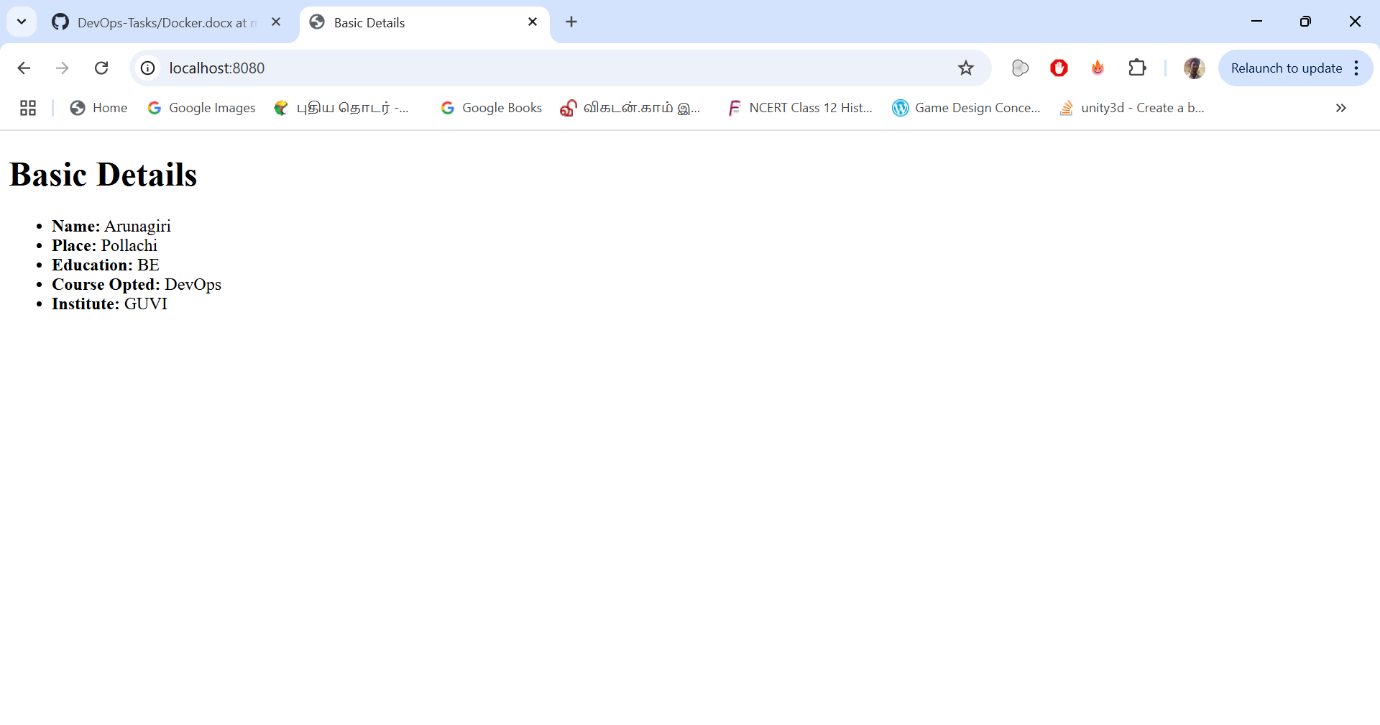 DevOps-Tasks/Docker.docx at m
Basic Details
localhost:8080
Relaunch to update
Home
Google Images
புதிய தொடர் -...
Google Books
விகடன்.காம் இ...
NCERT Class 12 Hist...
Game Design Conce...
unity3d - Create a b...
Basic Details
Name: Arunagiri
Place: Pollachi
Education: BE
Course Opted: DevOps
Institute: GUVI